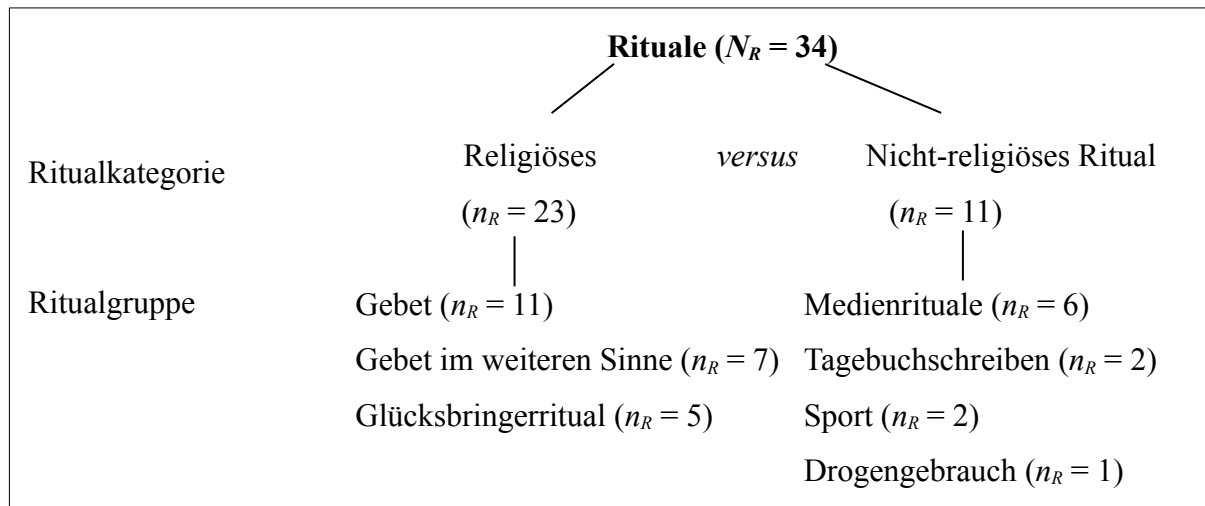 Rituale (N_R = 34)
Ritualkategorie
Religiöses versus Nicht-religiöses Ritual
(n_R = 23) (n_R = 11)
Ritualgruppe Gebet (n_R = 11) Medienrituale (n_R = 6)
Gebet im weiteren Sinne (n_R = 7) Tagebuchschreiben (n_R = 2)
Glücksbringerritual (n_R = 5) Sport (n_R = 2)
Drogengebrauch (n_R = 1)